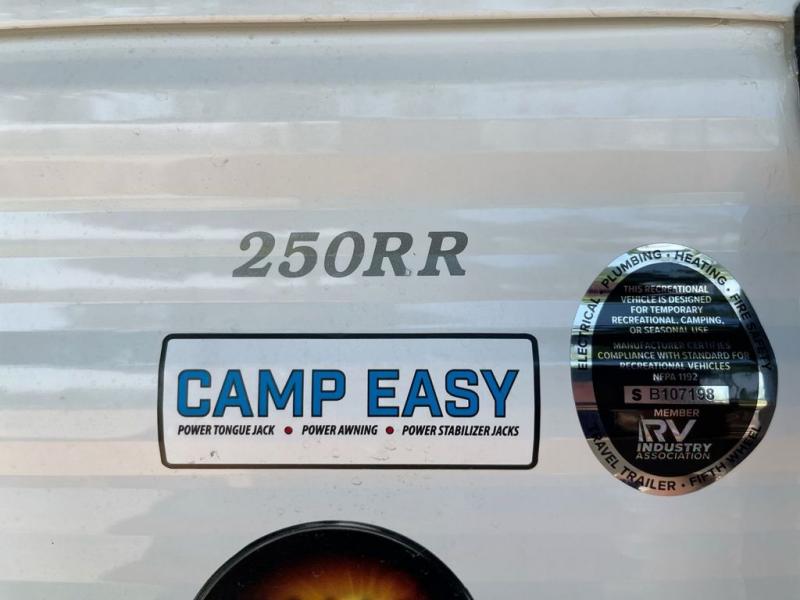 250RR
CAMP EASY
POWER TONGUE JACK • POWER AWNING • POWER STABILIZER JACKS
ELECTRICAL • PLUMBING • HEATING • FIRE SAFETY
THIS RECREATIONAL
VEHICLE IS DESIGNED
FOR TEMPORARY
RECREATIONAL, CAMPING,
OR SEASONAL USE
MANUFACTURER CERTIFIES
COMPLIANCE WITH STANDARD FOR
RECREATIONAL VEHICLES
NFPA 1192
S B107198
MEMBER
RV
INDUSTRY
ASSOCIATION
TRAVEL TRAILER • FIFTH WHEEL